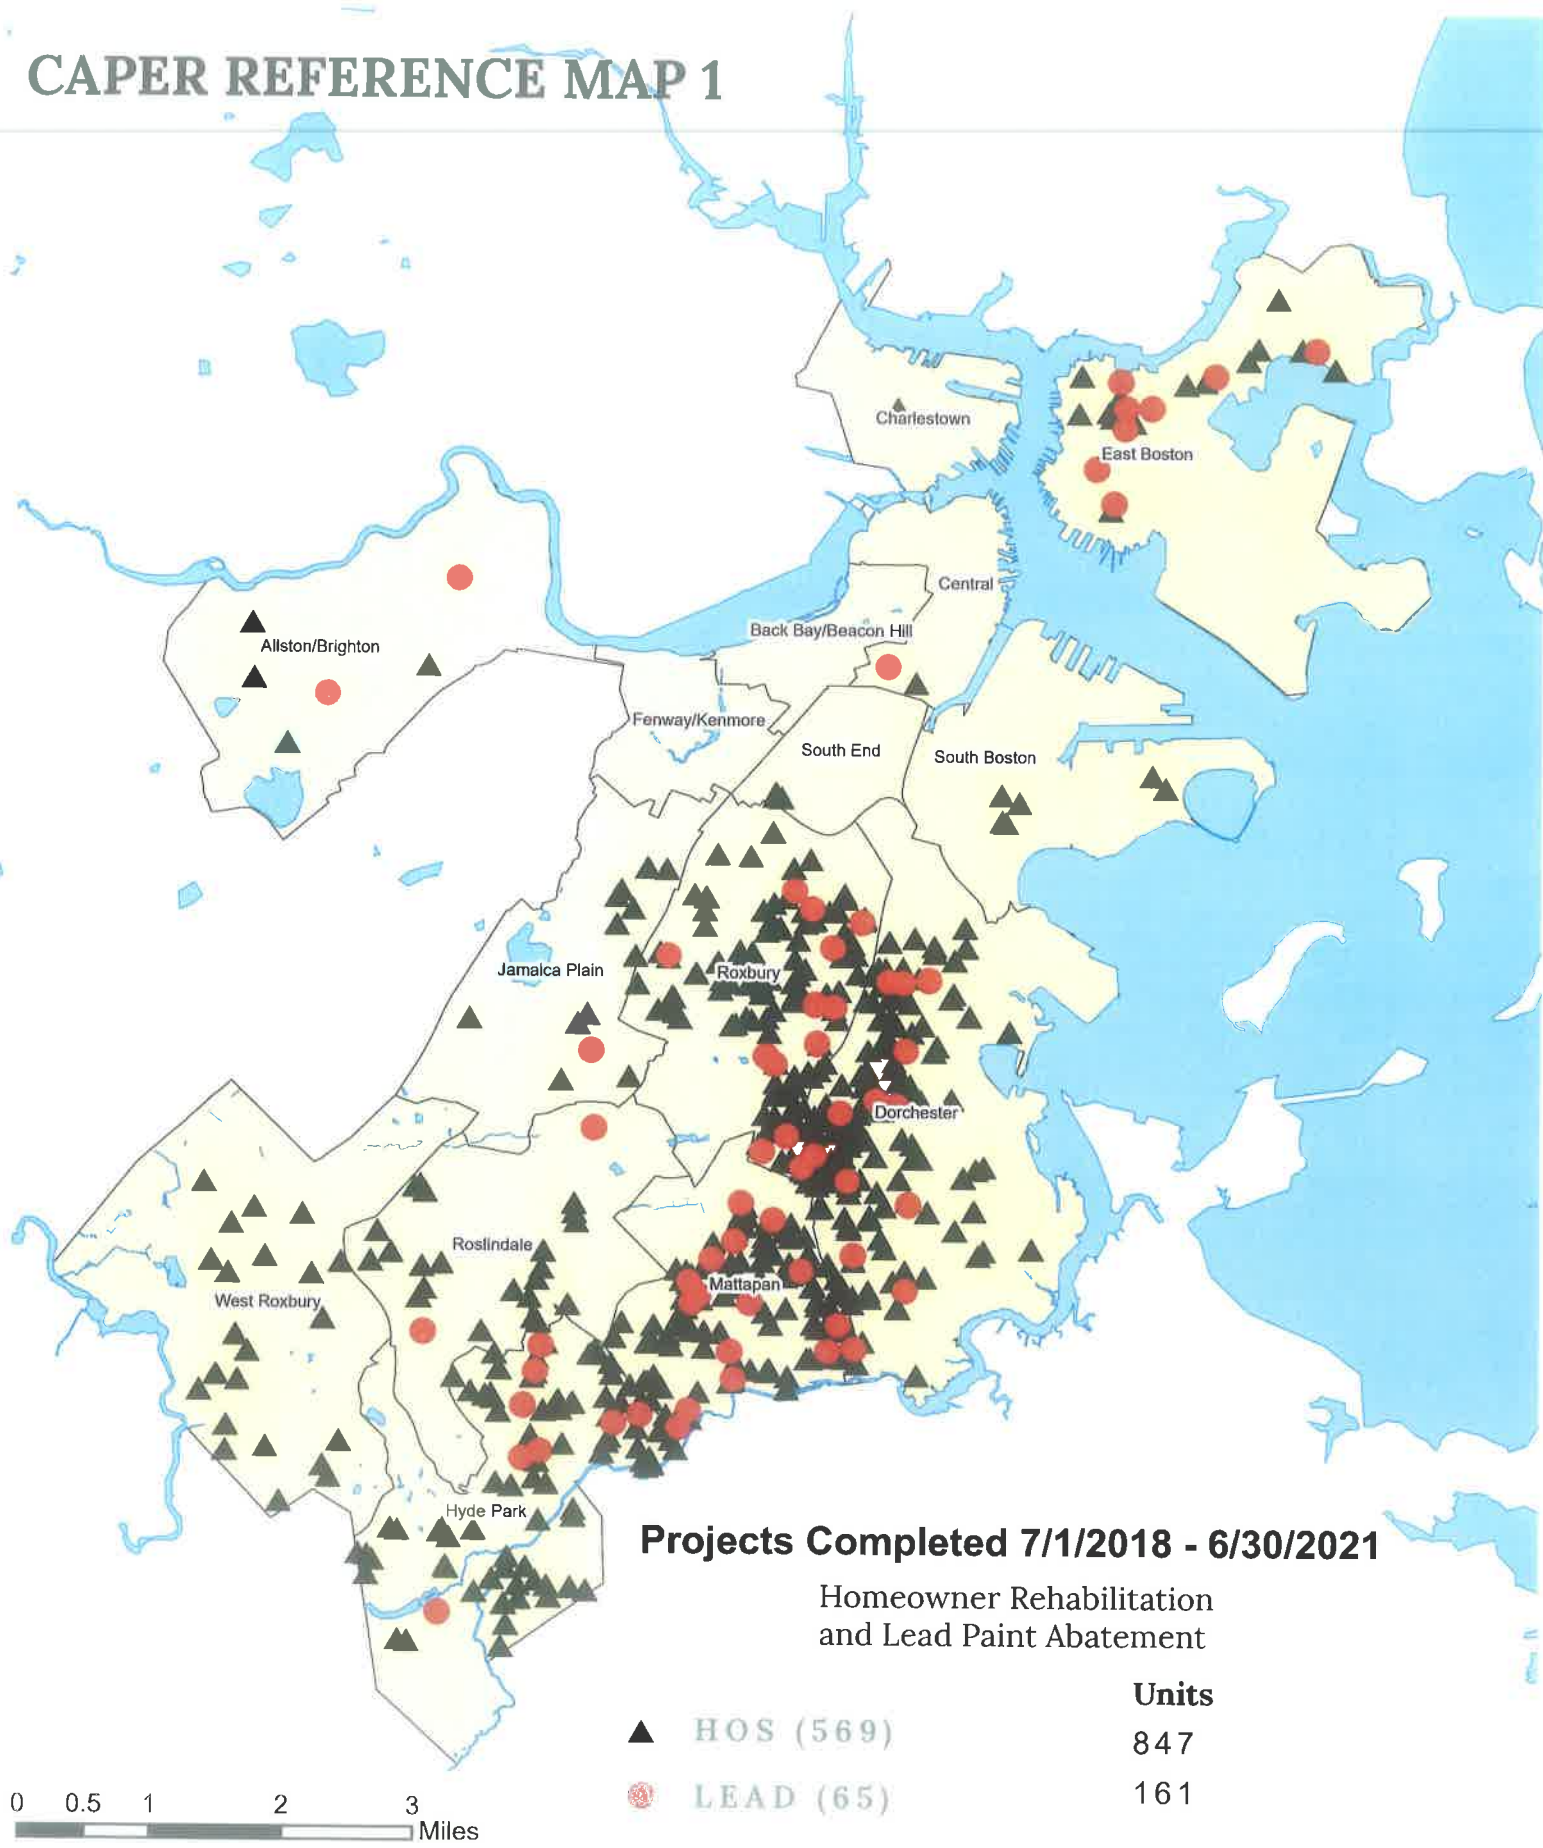 CAPER REFERENCE MAP 1
Charlestown
East Boston
Central
Back Bay/Beacon Hill
Allston/Brighton
Fenway/Kenmore
South End
South Boston
Jamaica Plain
Roxbury
Dorchester
Roslindale
Mattapan
West Roxbury
Hyde Park
Projects Completed 7/1/2018 - 6/30/2021
Homeowner Rehabilitation
and Lead Paint Abatement
Units
HOS (569) 847
LEAD (65) 161
0 0.5 1 2 3
Miles